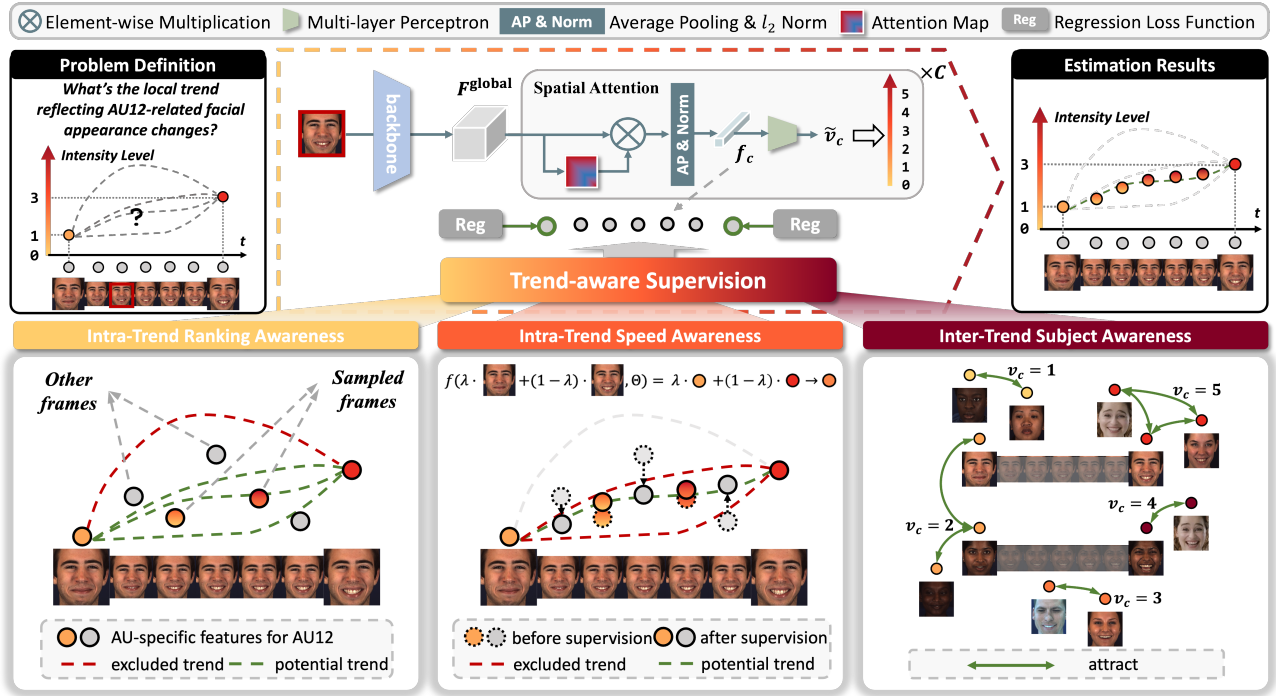 Element-wise Multiplication
Multi-layer Perceptron
AP & Norm
Average Pooling & l₂ Norm
Attention Map
Reg
Regression Loss Function
Problem Definition
What's the local trend
reflecting AU12-related facial
appearance changes?
Intensity Level
3
1
0
t
?
backbone
F^global
Spatial Attention
AP & Norm
f_c
ṽ_c
×C
5
4
3
2
1
0
Reg
Reg
Trend-aware Supervision
Estimation Results
Intensity Level
3
1
0
t
Intra-Trend Ranking Awareness
Other
frames
Sampled
frames
AU-specific features for AU12
excluded trend
potential trend
Intra-Trend Speed Awareness
f(λ · +(1 − λ) · , Θ) = λ · +(1 − λ) · →
before supervision
after supervision
excluded trend
potential trend
Inter-Trend Subject Awareness
v_c = 1
v_c = 5
v_c = 4
v_c = 2
v_c = 3
attract